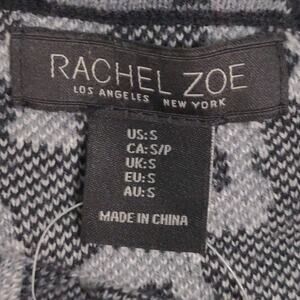 RACHEL ZOE
LOS ANGELES NEW YORK
US:S
CA:S/P
UK:S
EU:S
AU:S
MADE IN CHINA